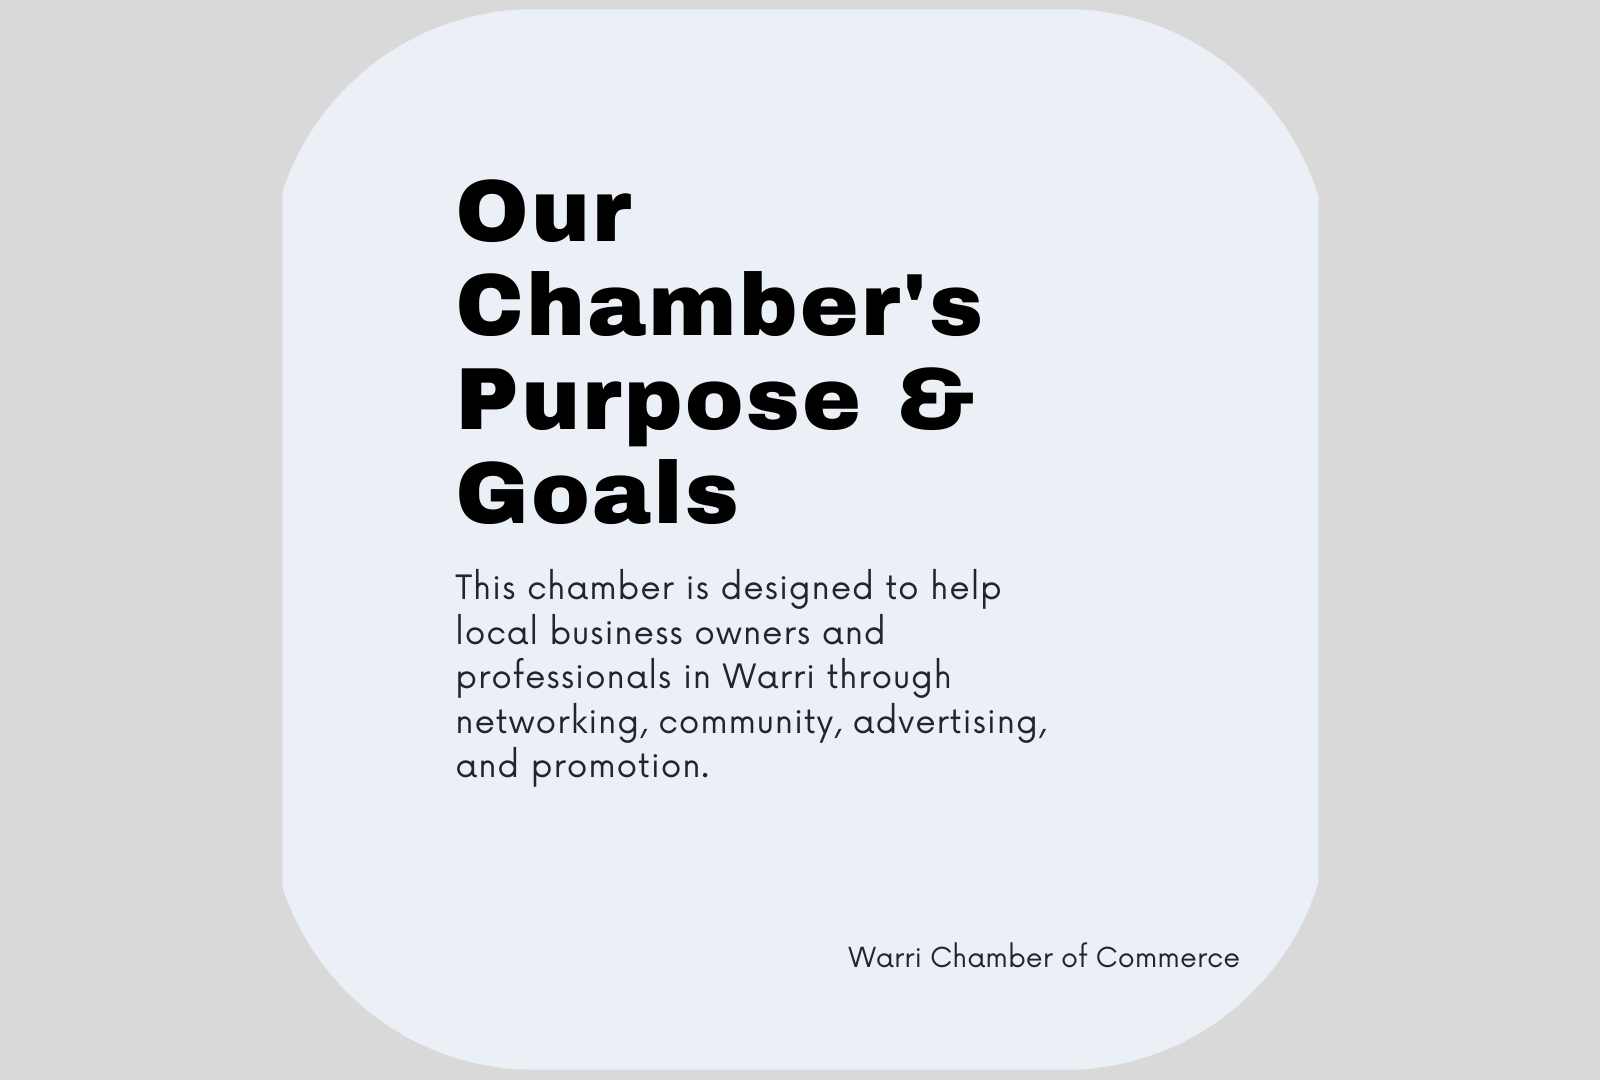 Our
Chamber's
Purpose &
Goals
This chamber is designed to help
local business owners and
professionals in Warri through
networking, community, advertising,
and promotion.
Warri Chamber of Commerce